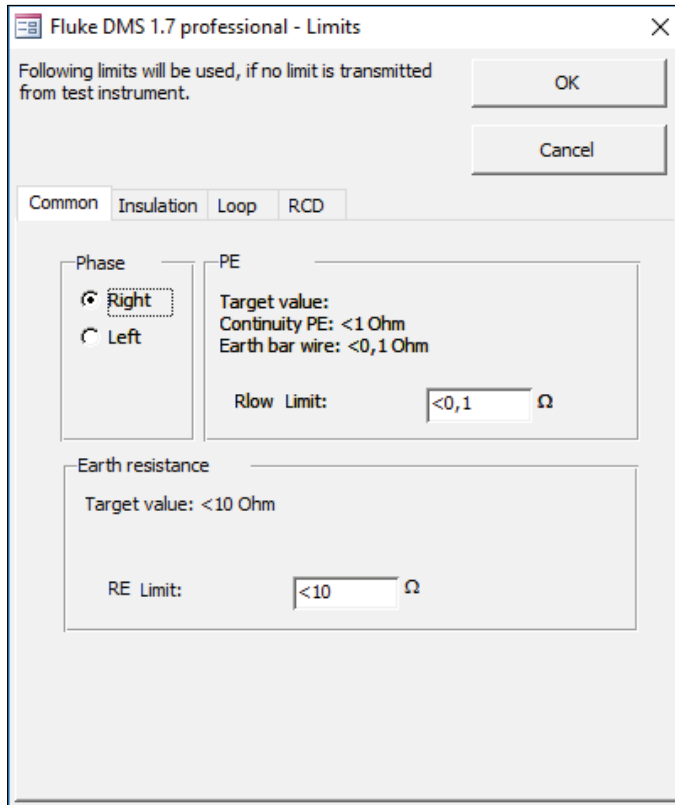 Fluke DMS 1.7 professional - Limits
Following limits will be used, if no limit is transmitted
from test instrument.
OK
Cancel
Common
Insulation
Loop
RCD
Phase
Right
Left
PE
Target value:
Continuity PE: <1 Ohm
Earth bar wire: <0,1 Ohm
Rlow Limit: <0,1 Ω
Earth resistance
Target value: <10 Ohm
RE Limit: <10 Ω